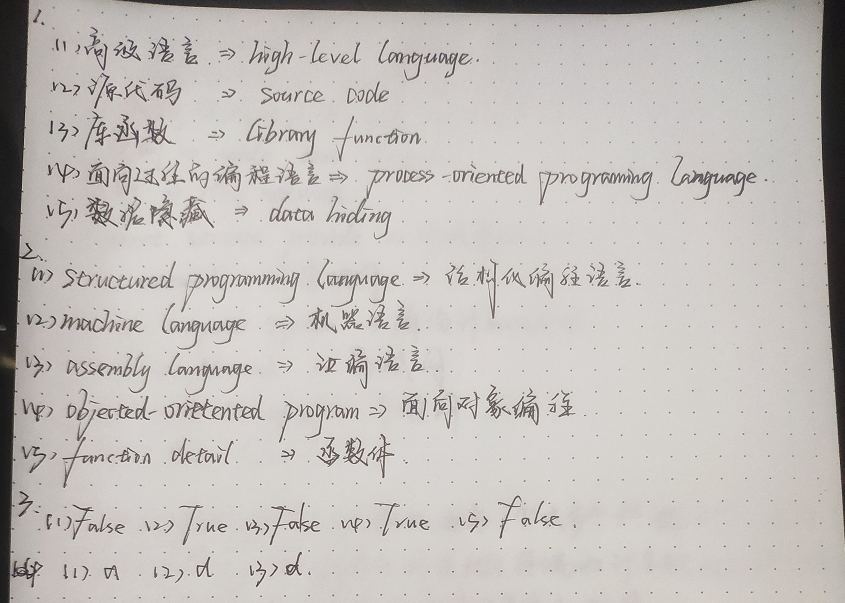 1.
(1) 高级语言 => high-level language.
(2) 源代码 => source code
(3) 库函数 => library function.
(4) 面向过程的编程语言 => process-oriented programing language.
(5) 数据隐藏 => data hiding
2.
(1) structured programming language => 结构化编程语言.
(2) machine language => 机器语言.
(3) assembly language => 汇编语言
(4) objected-orietented program => 面向对象编程
(5) function detail => 函数体.
3.
(1) False (2) True (3) False (4) True (5) False
(1). a (2). d (3) d.